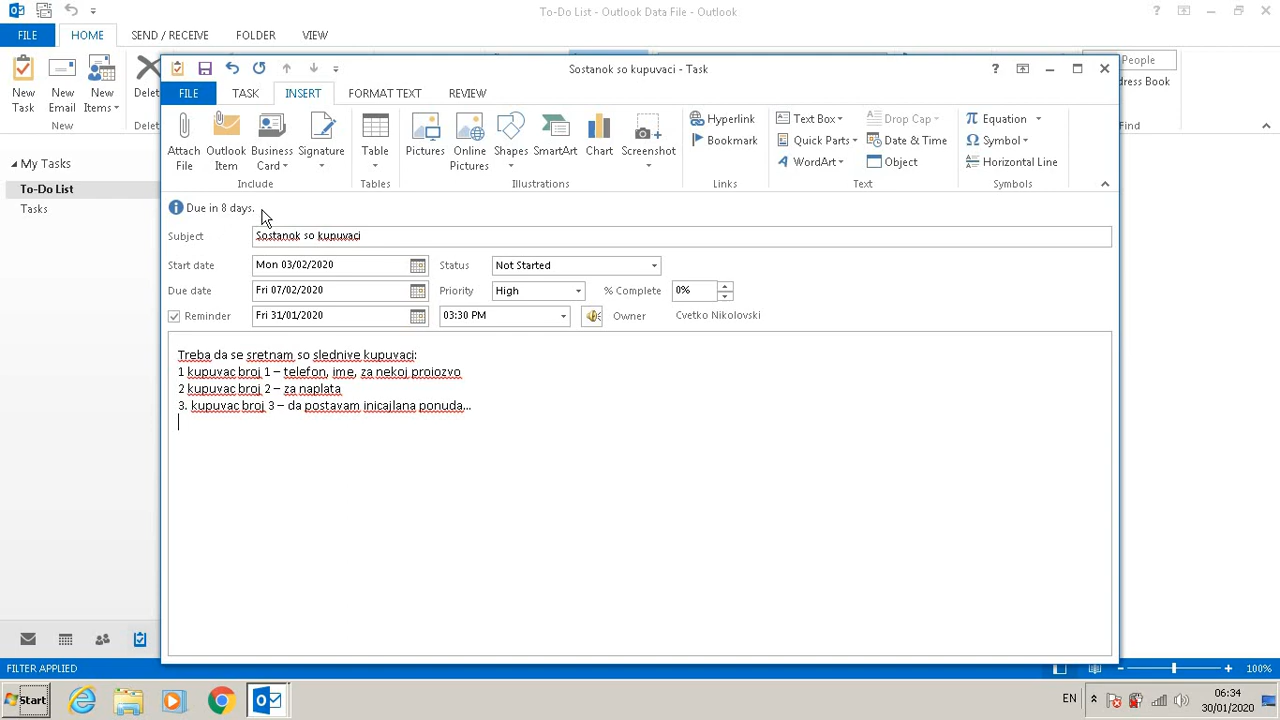 To-Do List - Outlook Data File - Outlook
FILE HOME SEND / RECEIVE FOLDER VIEW
New Task
New Email
New Items
New
Delet
Delet
People
dress Book
Find
My Tasks
To-Do List
Tasks
Sostanok so kupuvaci - Task
FILE TASK INSERT FORMAT TEXT REVIEW
Attach File
Outlook Item
Business Card
Signature
Include
Table
Tables
Pictures
Online Pictures
Shapes
SmartArt
Chart
Screenshot
Illustrations
Hyperlink
Bookmark
Links
Text Box
Quick Parts
WordArt
Drop Cap
Date & Time
Object
Text
Equation
Symbol
Horizontal Line
Symbols
Due in 8 days.
Subject Sostanok so kupuvaci
Start date Mon 03/02/2020 Status Not Started
Due date Fri 07/02/2020 Priority High % Complete 0%
Reminder Fri 31/01/2020 03:30 PM Owner Cvetko Nikolovski
Treba da se sretnam so slednive kupuvaci:
1 kupuvac broj 1 – telefon, ime, za nekoj proiozvo
2 kupuvac broj 2 – za naplata
3. kupuvac broj 3 – da postavam inicajlana ponuda...
FILTER APPLIED 100%
Start EN 06:34
30/01/2020